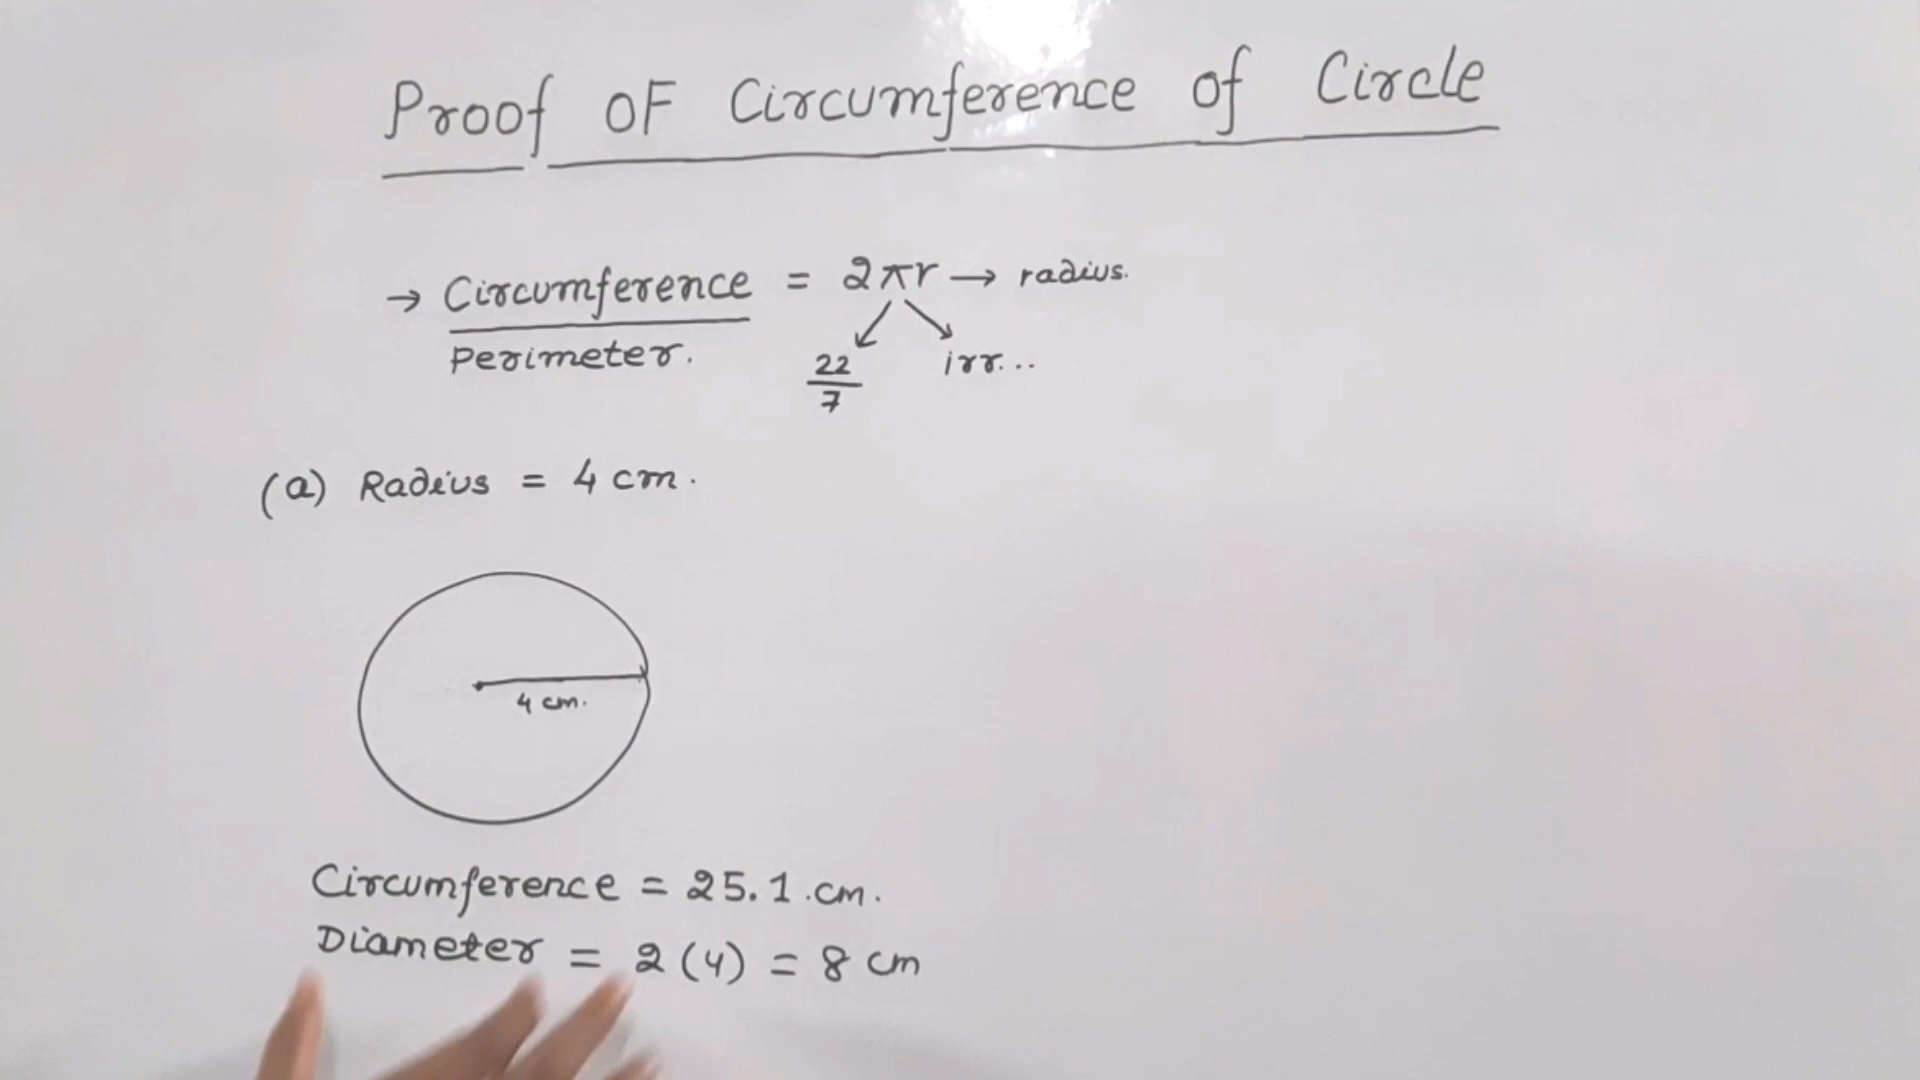 Proof OF Circumference of Circle
→ Circumference = 2πr → radius.
Perimeter.
22/7
irr...
(a) Radius = 4 cm.
4 cm.
Circumference = 25.1 cm.
Diameter = 2(4) = 8 cm